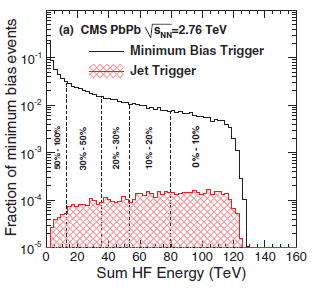 (a) CMS PbPb √sNN=2.76 TeV
Minimum Bias Trigger
Jet Trigger
Fraction of minimum bias events
10-1
10-2
10-3
10-4
10-5
50% - 100%
30% - 50%
20% - 30%
10% - 20%
0% - 10%
0 20 40 60 80 100 120 140 160
Sum HF Energy (TeV)